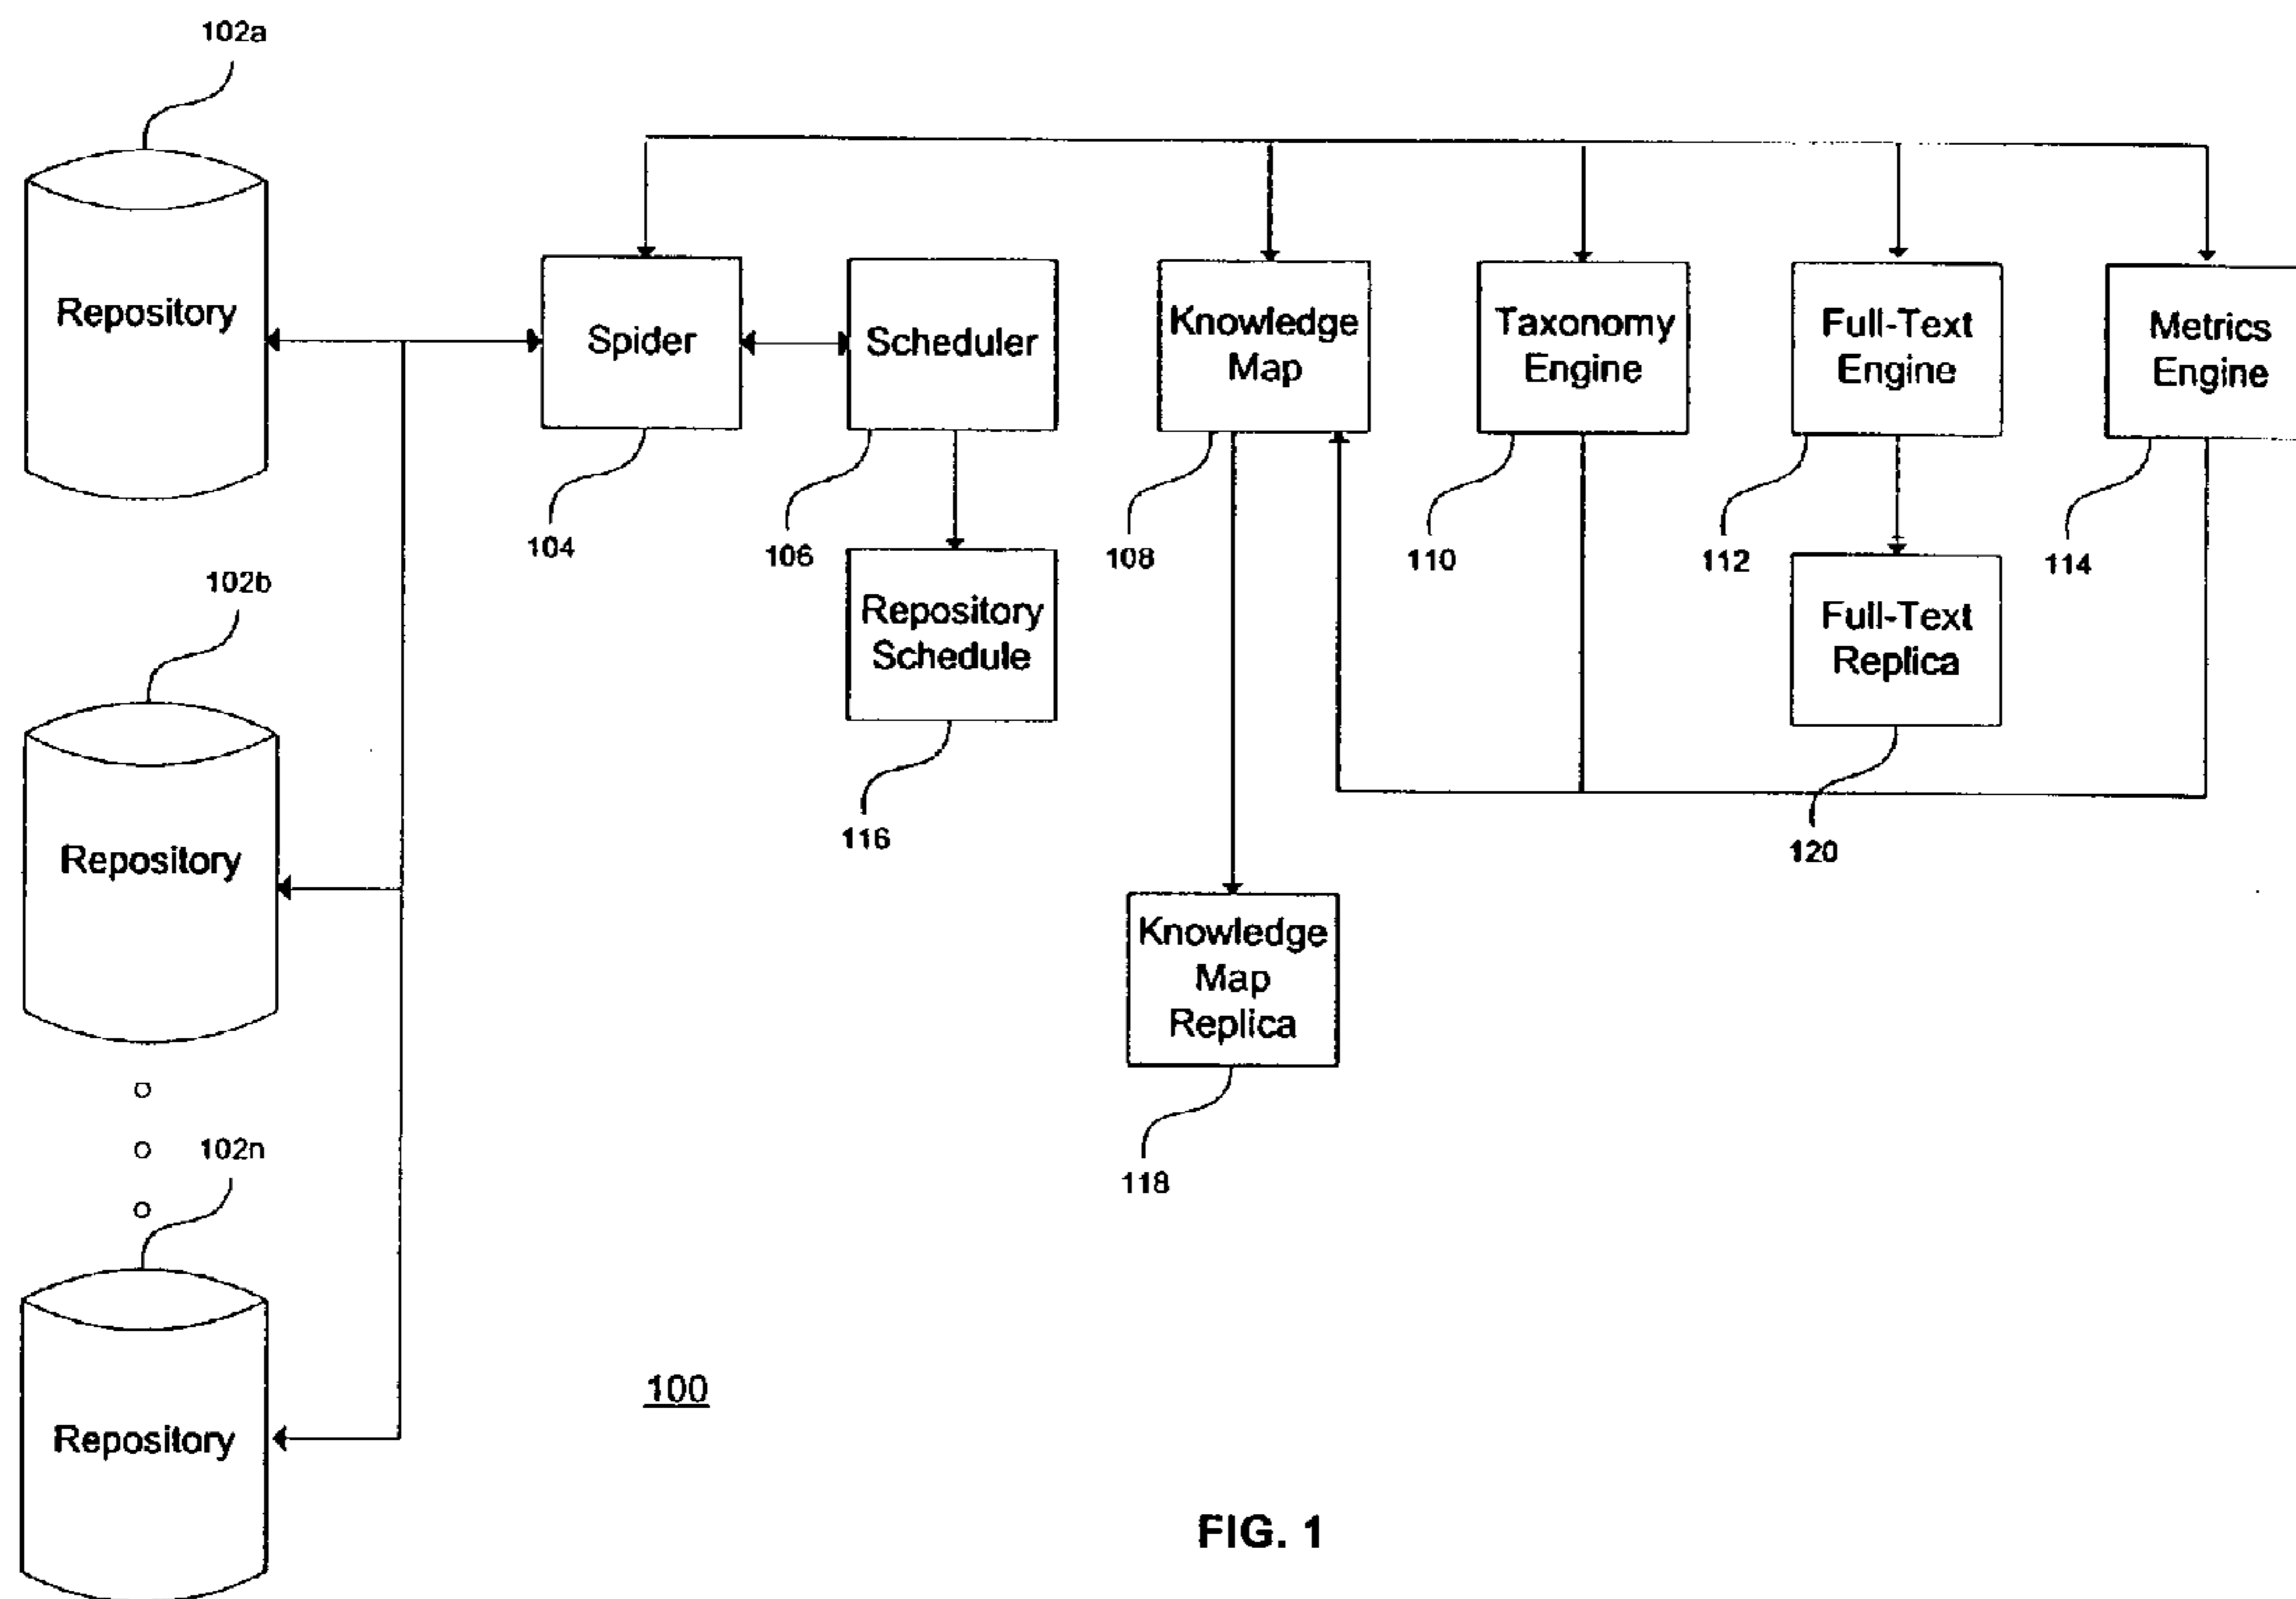 102a
Repository
Spider
Scheduler
Knowledge
Map
Taxonomy
Engine
Full-Text
Engine
Metrics
Engine
104
106
108
110
112
114
102b
Repository
Schedule
Full-Text
Replica
116
120
Repository
Knowledge
Map
Replica
102n
118
100
Repository
FIG. 1